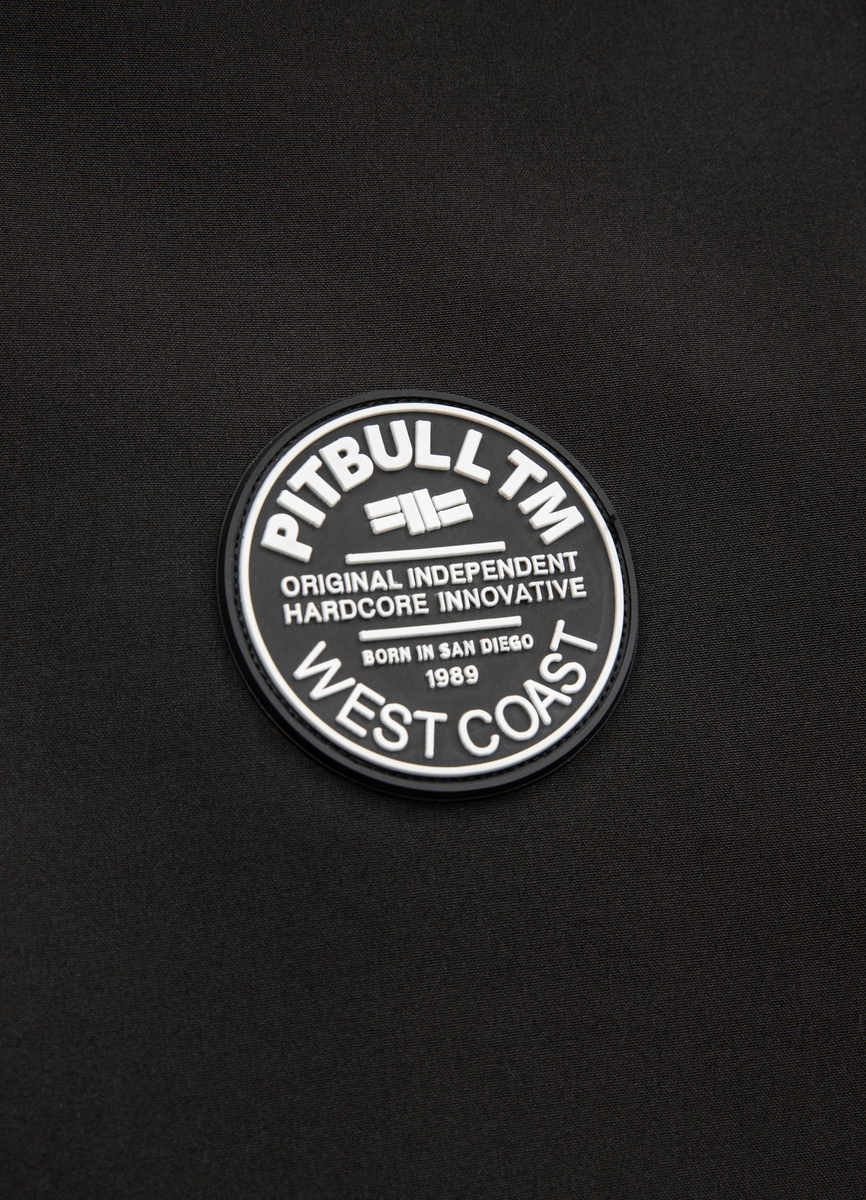 PITBULL TM
ORIGINAL INDEPENDENT
HARDCORE INNOVATIVE
BORN IN SAN DIEGO
1989
WEST COAST